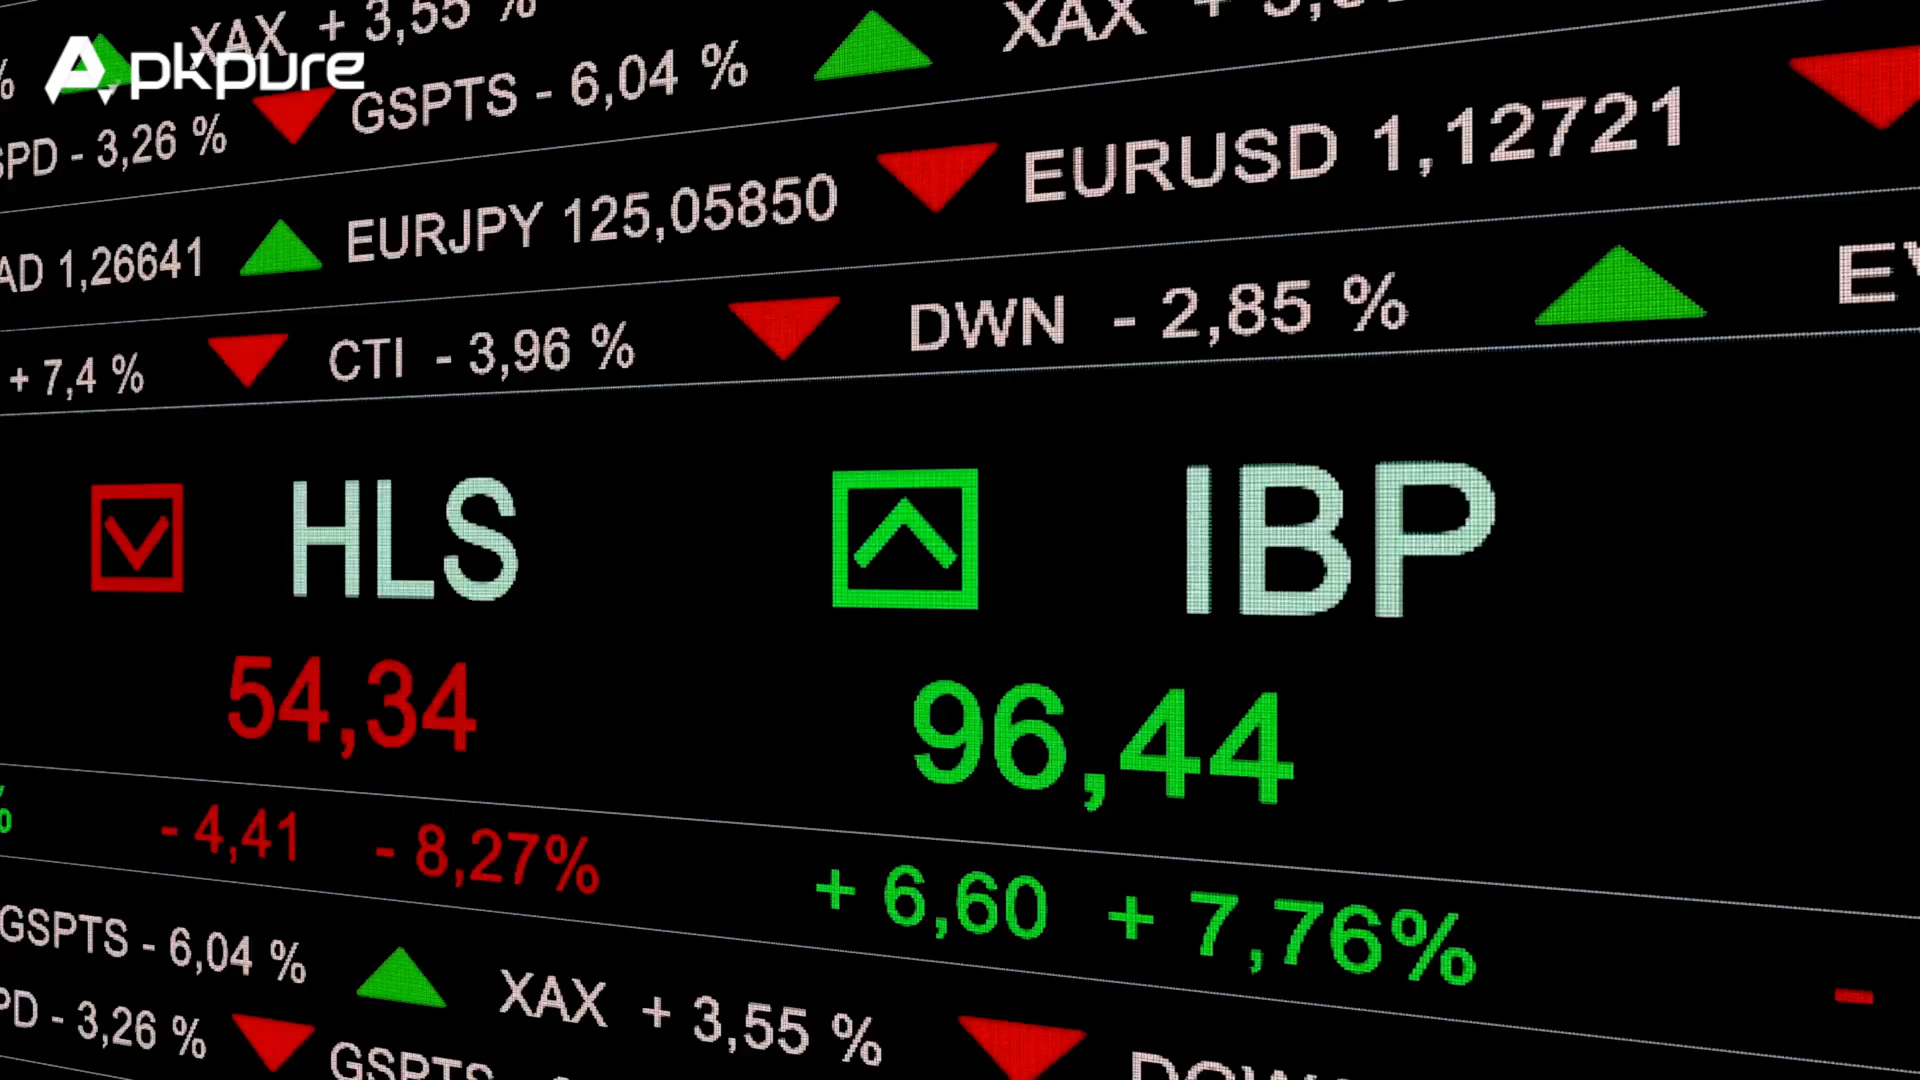 Apkpure
XAX + 3,55 %
XAX +
% PD - 3,26 % GSPTS - 6,04 %
AD 1,26641 EURJPY 125,05850 EURUSD 1,12721
+ 7,4 % CTI - 3,96 % DWN - 2,85 %
HLS IBP
54,34 96,44
% - 4,41 - 8,27% + 6,60 + 7,76% -
GSPTS - 6,04 % XAX + 3,55 %
PD - 3,26 % GSPTS